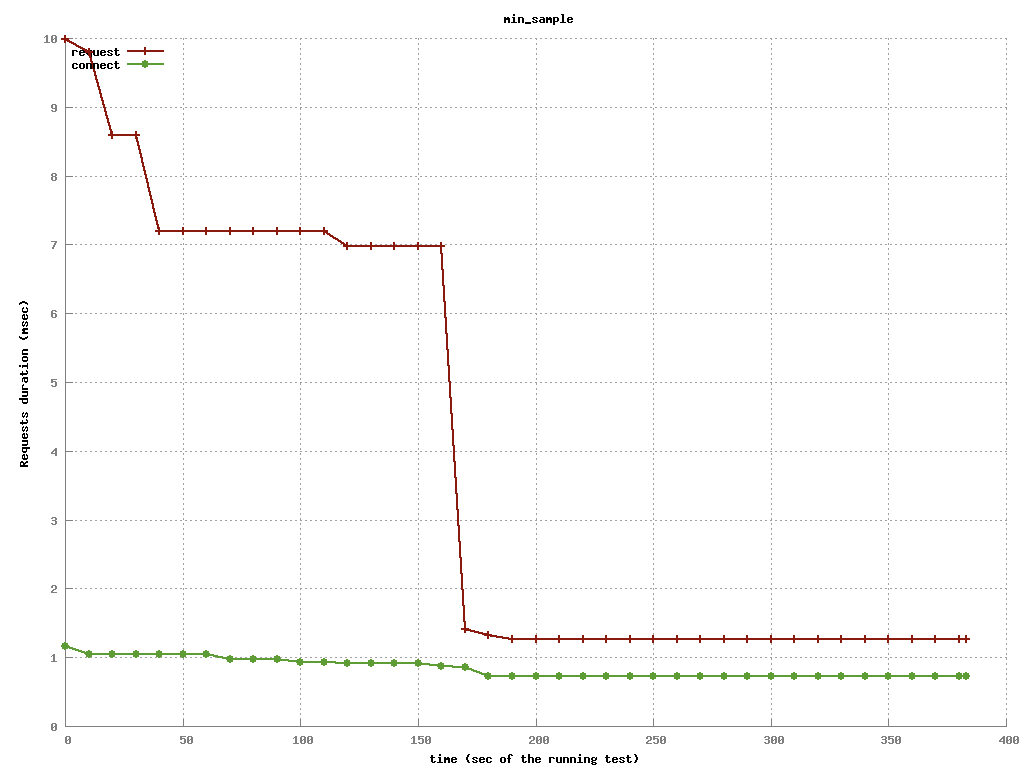 min_sample
10
request
connect
9
8
7
6
5
4
3
2
1
0
Requests duration (msec)
0 50 100 150 200 250 300 350 400
time (sec of the running test)